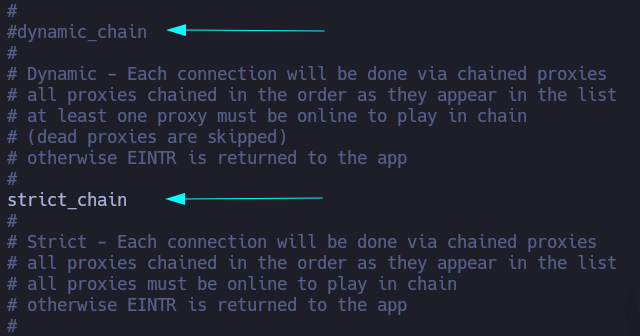 #
#dynamic_chain
#
# Dynamic - Each connection will be done via chained proxies
# all proxies chained in the order as they appear in the list
# at least one proxy must be online to play in chain
# (dead proxies are skipped)
# otherwise EINTR is returned to the app
#
strict_chain
#
# Strict - Each connection will be done via chained proxies
# all proxies chained in the order as they appear in the list
# all proxies must be online to play in chain
# otherwise EINTR is returned to the app
#